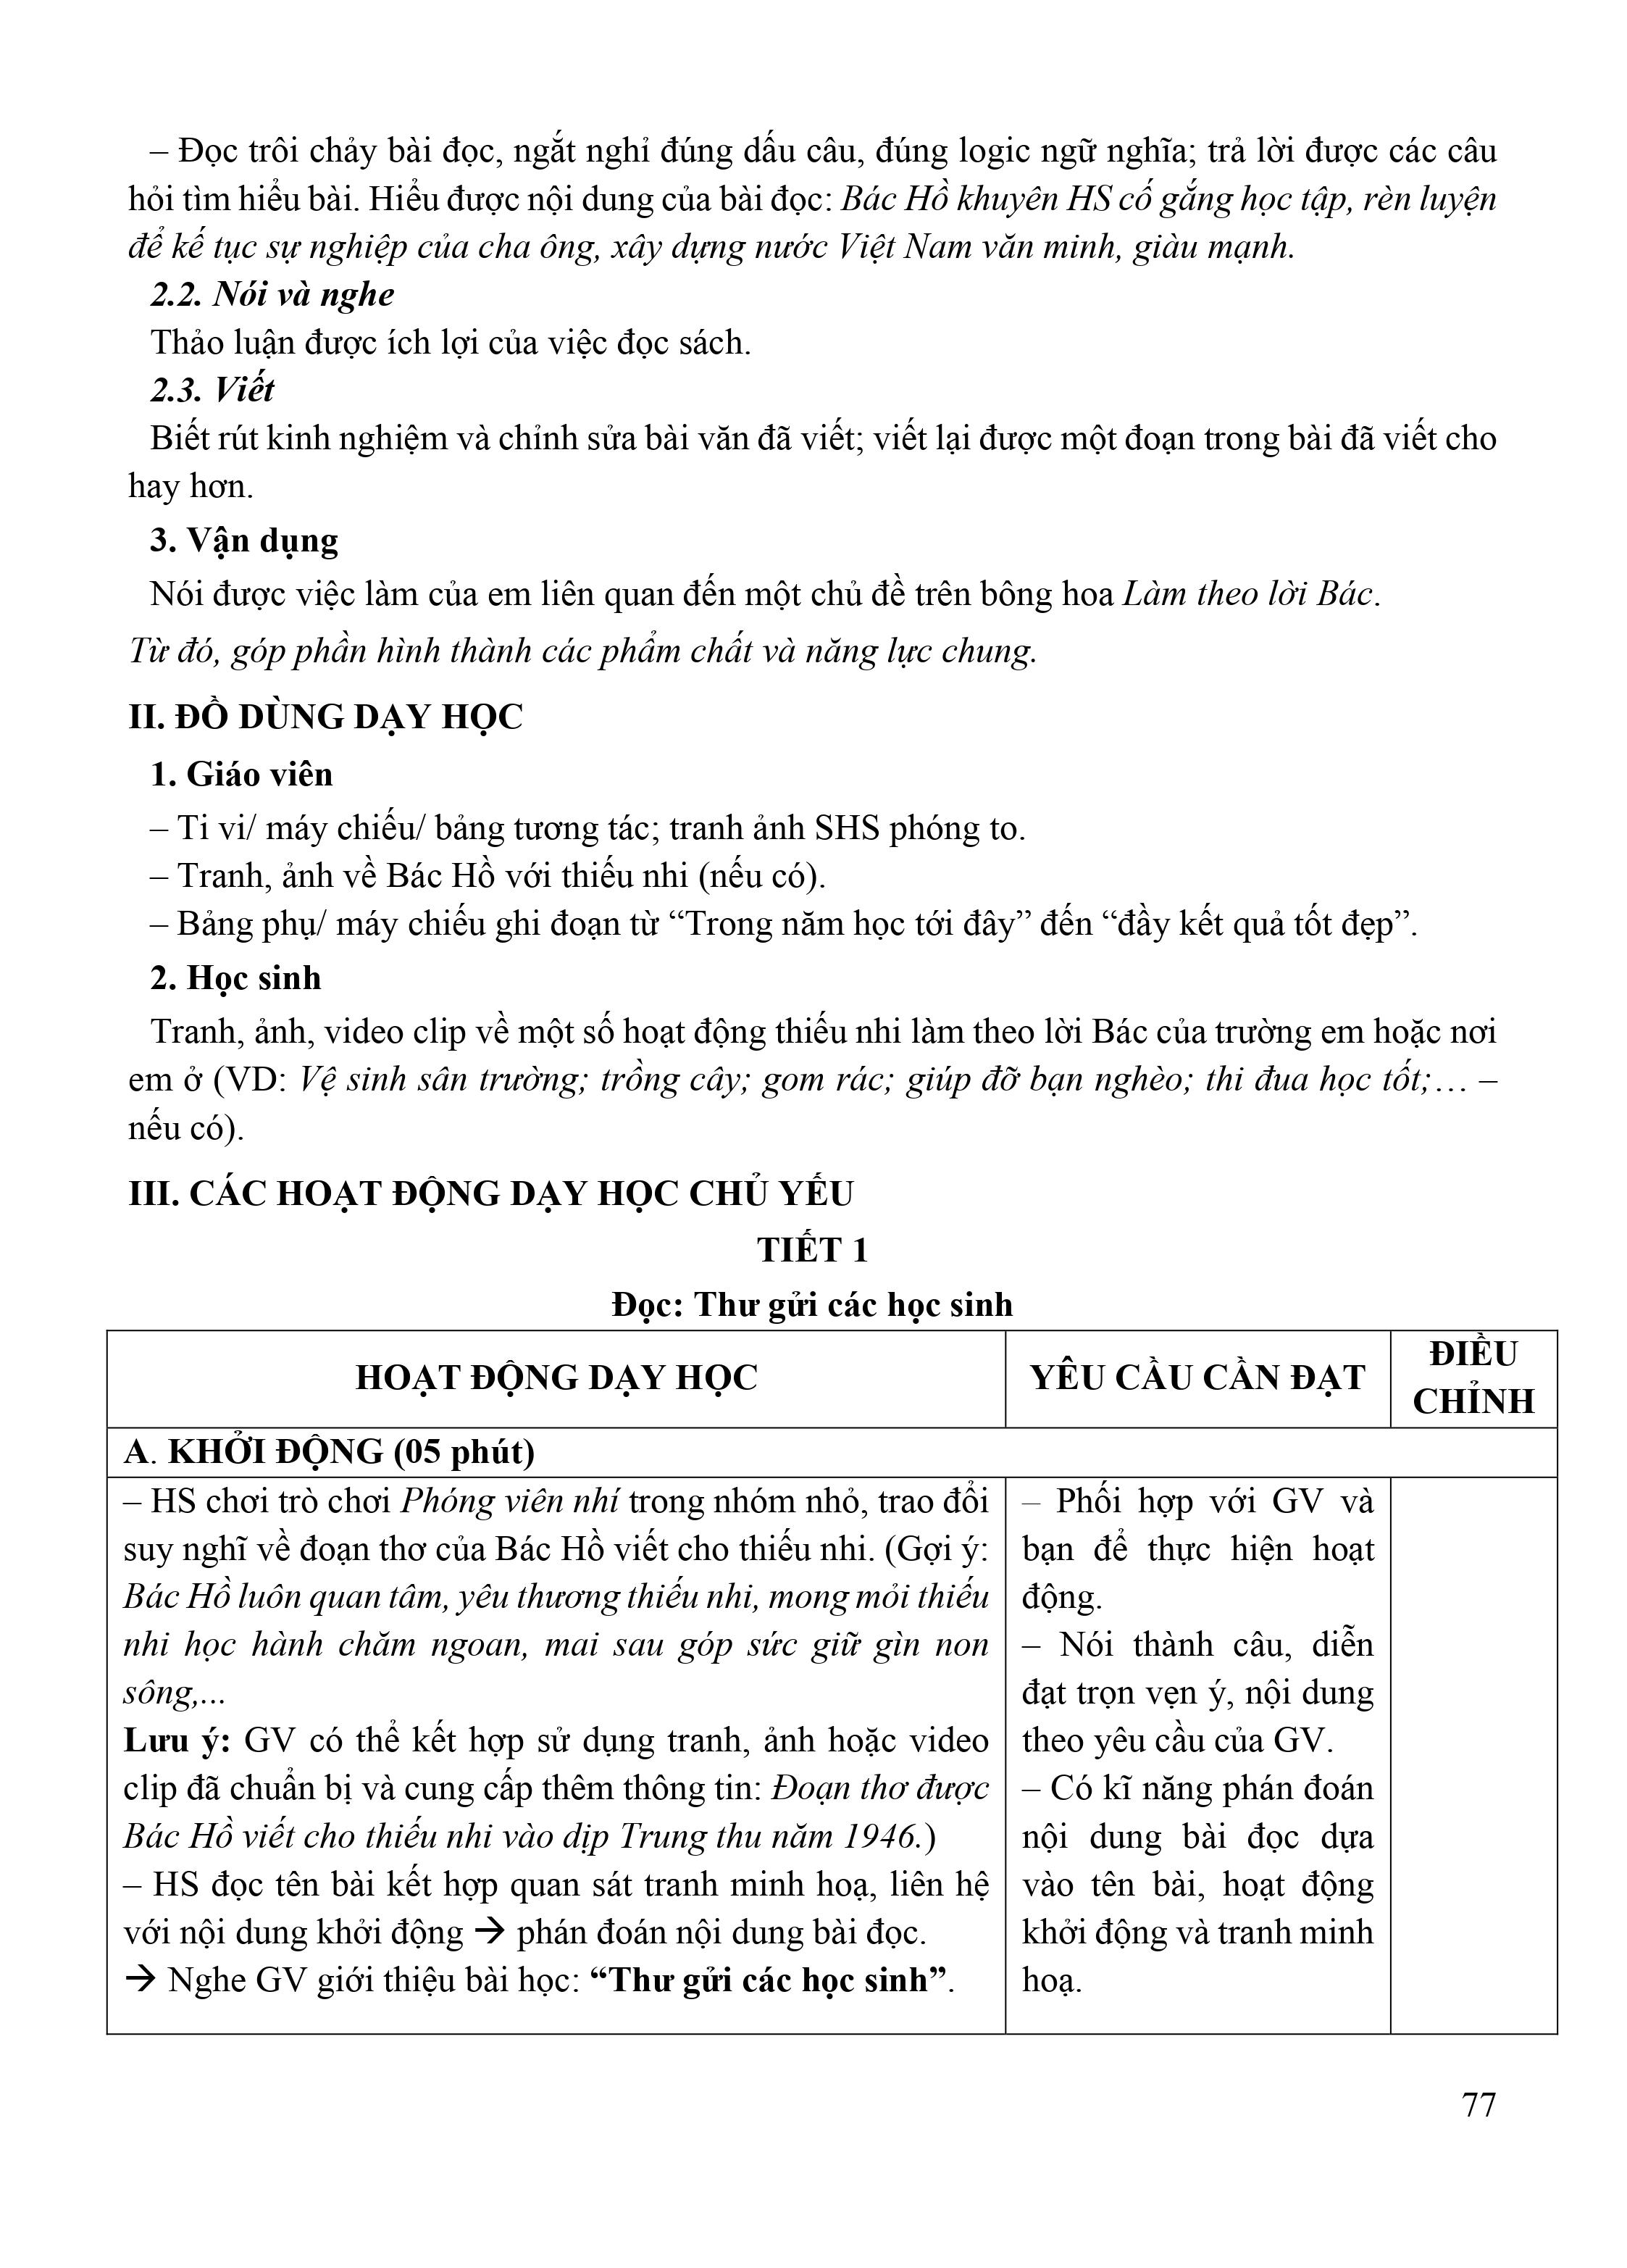 – Đọc trôi chảy bài đọc, ngắt nghỉ đúng dấu câu, đúng logic ngữ nghĩa; trả lời được các câu
hỏi tìm hiểu bài. Hiểu được nội dung của bài đọc: Bác Hồ khuyên HS cố gắng học tập, rèn luyện
để kế tục sự nghiệp của cha ông, xây dựng nước Việt Nam văn minh, giàu mạnh.
2.2. Nói và nghe
Thảo luận được ích lợi của việc đọc sách.
2.3. Viết
Biết rút kinh nghiệm và chỉnh sửa bài văn đã viết; viết lại được một đoạn trong bài đã viết cho
hay hơn.
3. Vận dụng
Nói được việc làm của em liên quan đến một chủ đề trên bông hoa Làm theo lời Bác.
Từ đó, góp phần hình thành các phẩm chất và năng lực chung.
II. ĐỒ DÙNG DẠY HỌC
1. Giáo viên
– Ti vi/ máy chiếu/ bảng tương tác; tranh ảnh SHS phóng to.
– Tranh, ảnh về Bác Hồ với thiếu nhi (nếu có).
– Bảng phụ/ máy chiếu ghi đoạn từ “Trong năm học tới đây” đến “đầy kết quả tốt đẹp”.
2. Học sinh
Tranh, ảnh, video clip về một số hoạt động thiếu nhi làm theo lời Bác của trường em hoặc nơi
em ở (VD: Vệ sinh sân trường; trồng cây; gom rác; giúp đỡ bạn nghèo; thi đua học tốt;… –
nếu có).
III. CÁC HOẠT ĐỘNG DẠY HỌC CHỦ YẾU
TIẾT 1
Đọc: Thư gửi các học sinh
HOẠT ĐỘNG DẠY HỌC
YÊU CẦU CẦN ĐẠT
ĐIỀU
CHỈNH
A. KHỞI ĐỘNG (05 phút)
– HS chơi trò chơi Phóng viên nhí trong nhóm nhỏ, trao đổi
suy nghĩ về đoạn thơ của Bác Hồ viết cho thiếu nhi. (Gợi ý:
Bác Hồ luôn quan tâm, yêu thương thiếu nhi, mong mỏi thiếu
nhi học hành chăm ngoan, mai sau góp sức giữ gìn non
sông,...
Lưu ý: GV có thể kết hợp sử dụng tranh, ảnh hoặc video
clip đã chuẩn bị và cung cấp thêm thông tin: Đoạn thơ được
Bác Hồ viết cho thiếu nhi vào dịp Trung thu năm 1946.)
– HS đọc tên bài kết hợp quan sát tranh minh hoạ, liên hệ
với nội dung khởi động → phán đoán nội dung bài đọc.
→ Nghe GV giới thiệu bài học: “Thư gửi các học sinh”.
– Phối hợp với GV và
bạn để thực hiện hoạt
động.
– Nói thành câu, diễn
đạt trọn vẹn ý, nội dung
theo yêu cầu của GV.
– Có kĩ năng phán đoán
nội dung bài đọc dựa
vào tên bài, hoạt động
khởi động và tranh minh
hoạ.
77